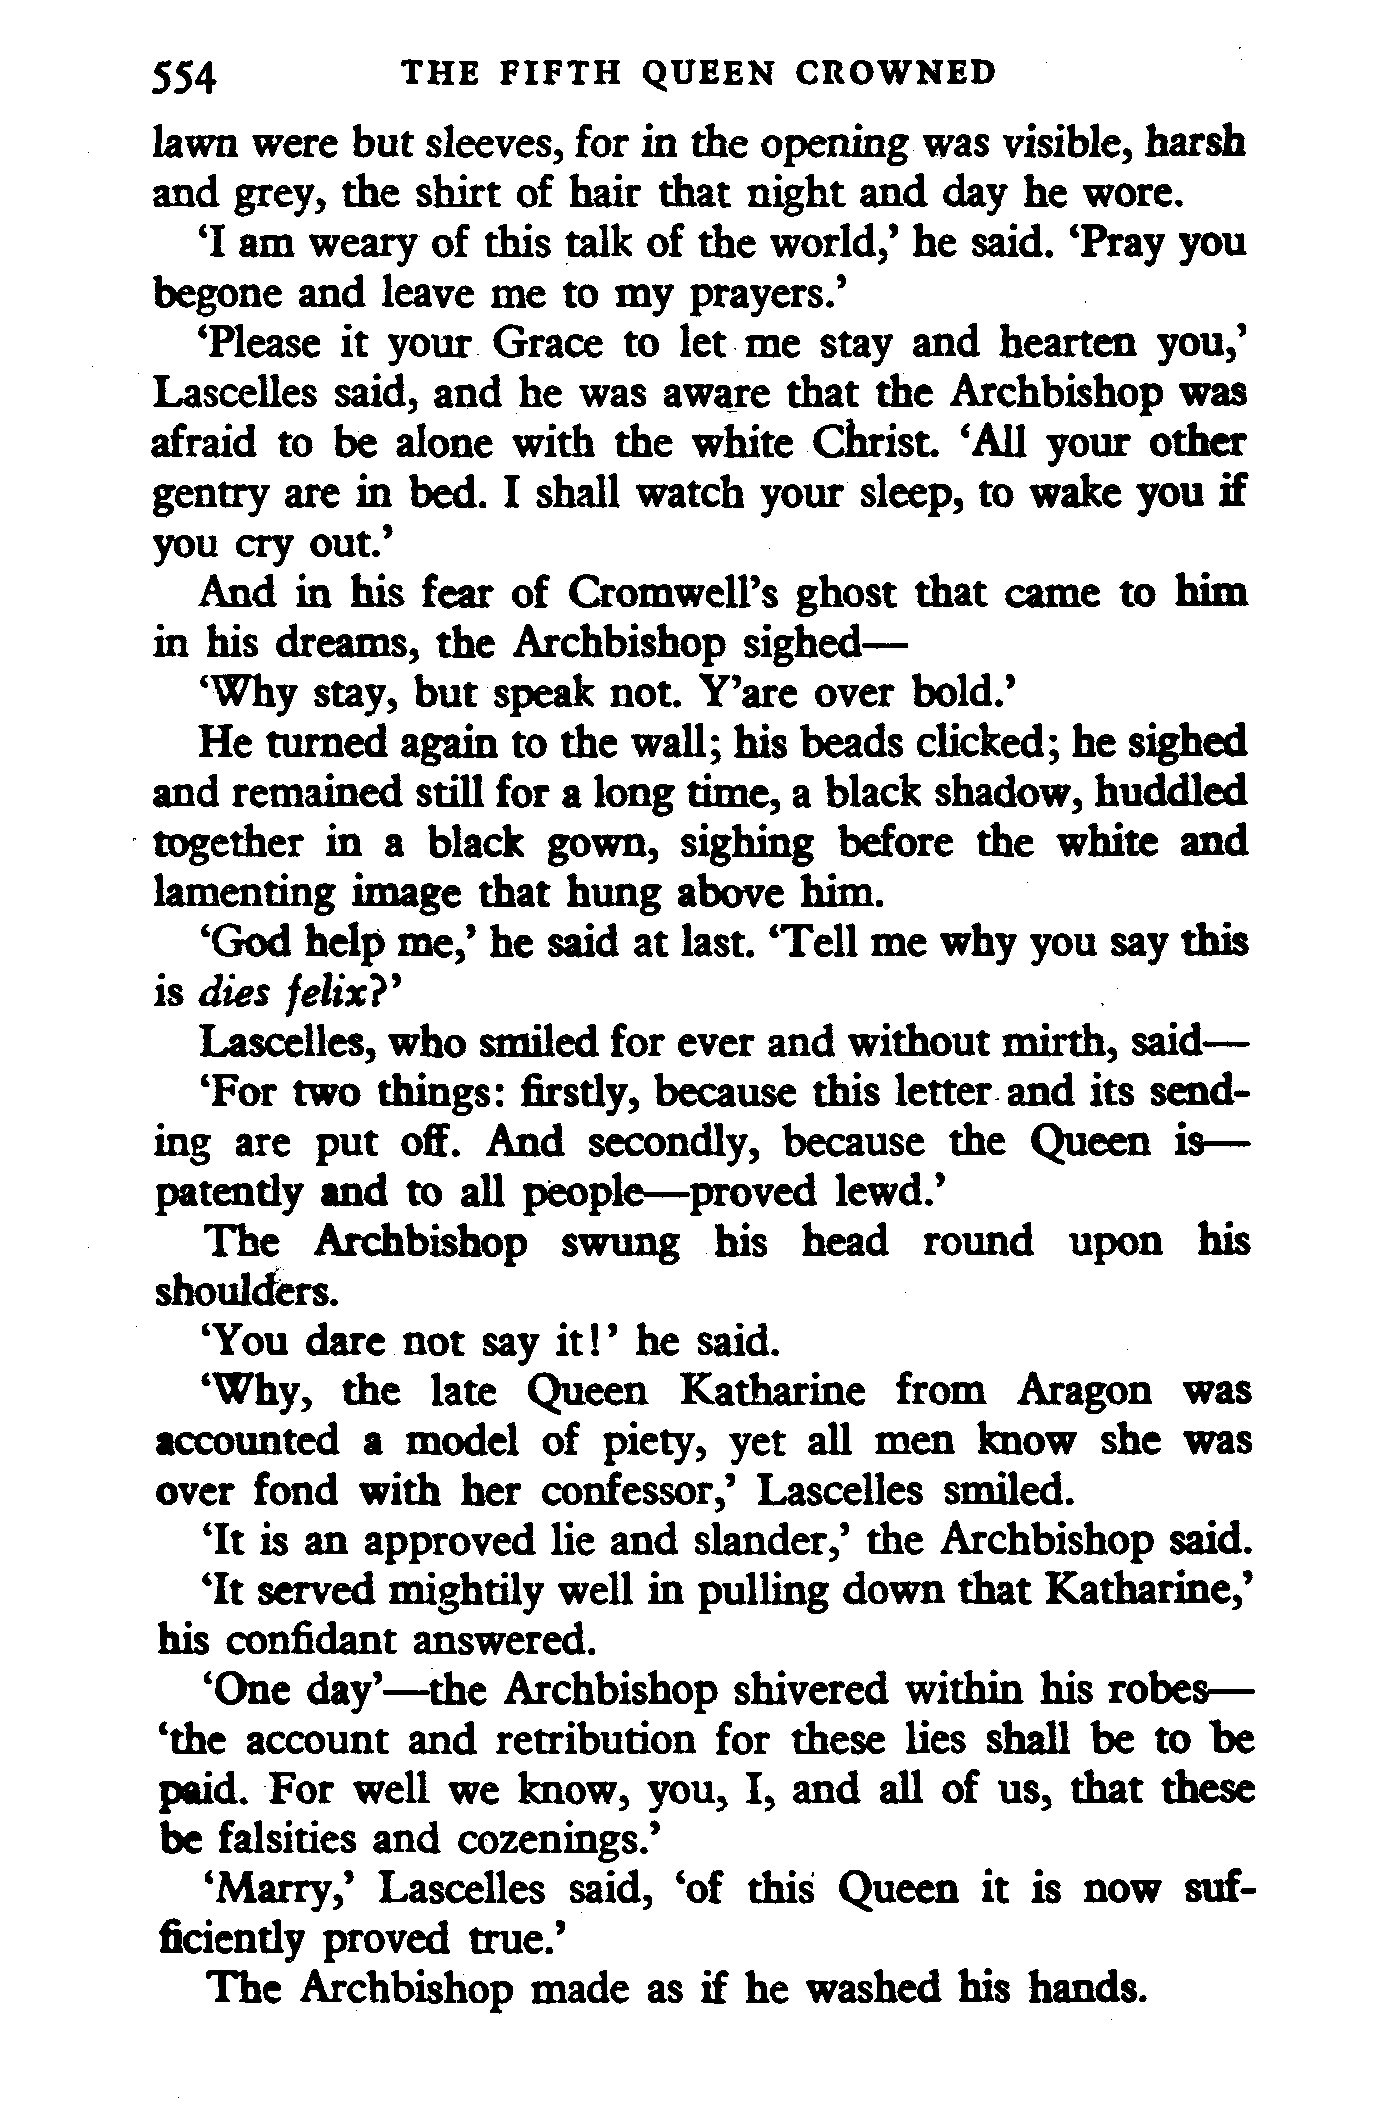 554 THE FIFTH QUEEN CROWNED
lawn were but sleeves, for in the opening was visible, harsh
and grey, the shirt of hair that night and day he wore.
‘I am weary of this talk of the world,’ he said. ‘Pray you
begone and leave me to my prayers.’
‘Please it your Grace to let me stay and hearten you,’
Lascelles said, and he was aware that the Archbishop was
afraid to be alone with the white Christ. ‘All your other
gentry are in bed. I shall watch your sleep, to wake you if
you cry out.’
And in his fear of Cromwell’s ghost that came to him
in his dreams, the Archbishop sighed—
‘Why stay, but speak not. Y’are over bold.’
He turned again to the wall; his beads clicked; he sighed
and remained still for a long time, a black shadow, huddled
together in a black gown, sighing before the white and
lamenting image that hung above him.
‘God help me,’ he said at last. ‘Tell me why you say this
is dies felix?’
Lascelles, who smiled for ever and without mirth, said—
‘For two things: firstly, because this letter and its send-
ing are put off. And secondly, because the Queen is—
patently and to all people—proved lewd.’
The Archbishop swung his head round upon his
shoulders.
‘You dare not say it!’ he said.
‘Why, the late Queen Katharine from Aragon was
accounted a model of piety, yet all men know she was
over fond with her confessor,’ Lascelles smiled.
‘It is an approved lie and slander,’ the Archbishop said.
‘It served mightily well in pulling down that Katharine,’
his confidant answered.
‘One day’—the Archbishop shivered within his robes—
‘the account and retribution for these lies shall be to be
paid. For well we know, you, I, and all of us, that these
be falsities and cozenings.’
‘Marry,’ Lascelles said, ‘of this Queen it is now suf-
ficiently proved true.’
The Archbishop made as if he washed his hands.